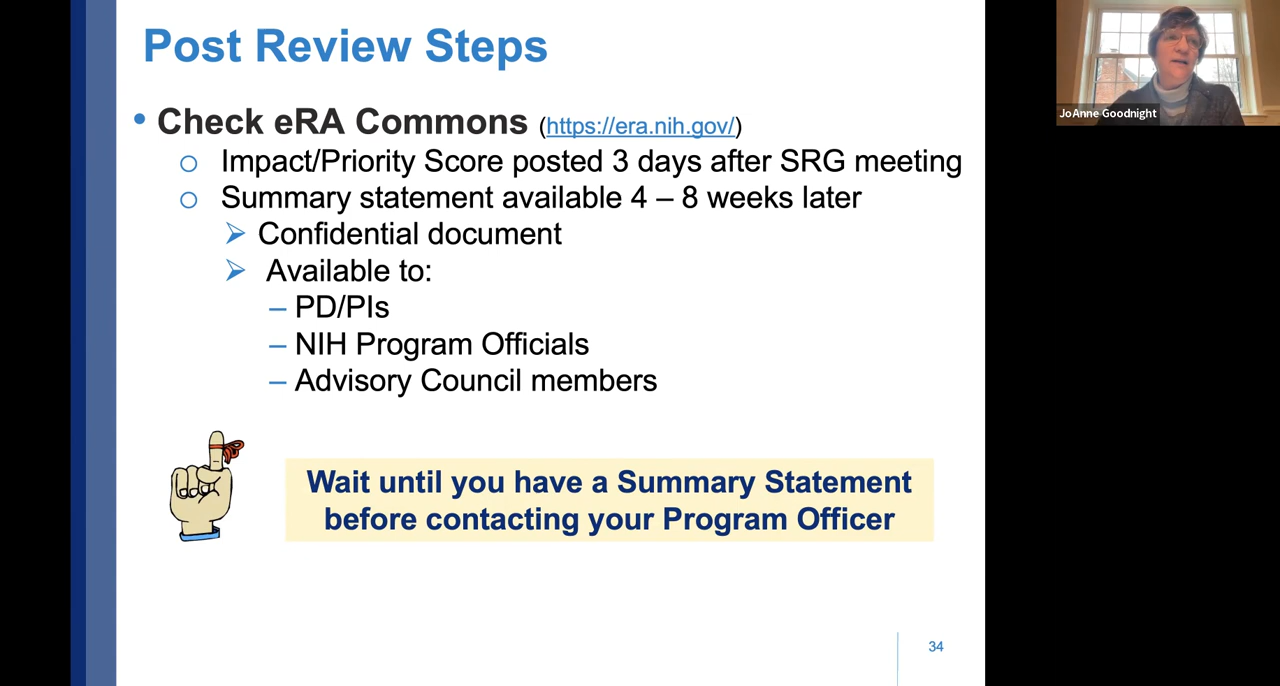 Post Review Steps
• Check eRA Commons (https://era.nih.gov/)
o Impact/Priority Score posted 3 days after SRG meeting
o Summary statement available 4 – 8 weeks later
➢ Confidential document
➢ Available to:
– PD/PIs
– NIH Program Officials
– Advisory Council members
Wait until you have a Summary Statement
before contacting your Program Officer
34
JoAnne Goodnight